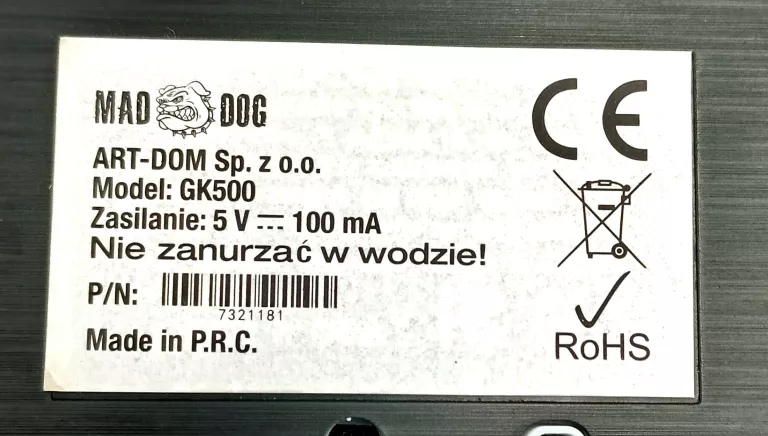 MAD DOG
ART-DOM Sp. z o.o.
Model: GK500
Zasilanie: 5 V ⎓ 100 mA
Nie zanurzać w wodzie!
P/N:
7321181
Made in P.R.C.
CE
RoHS